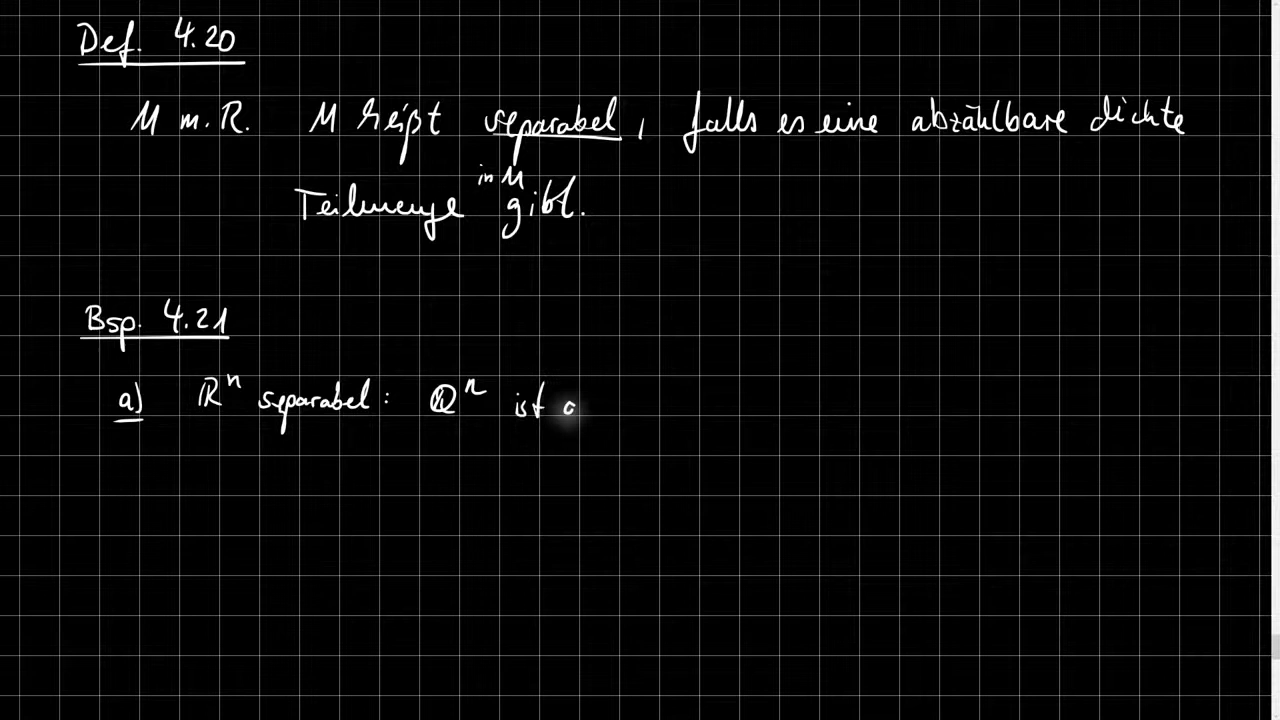 Def. 4.20
M m.R. M heißt separabel, falls es eine abzählbare dichte
Teilmenge in M gibt.
Bsp. 4.21
a) ℝⁿ separabel: ℚⁿ ist a